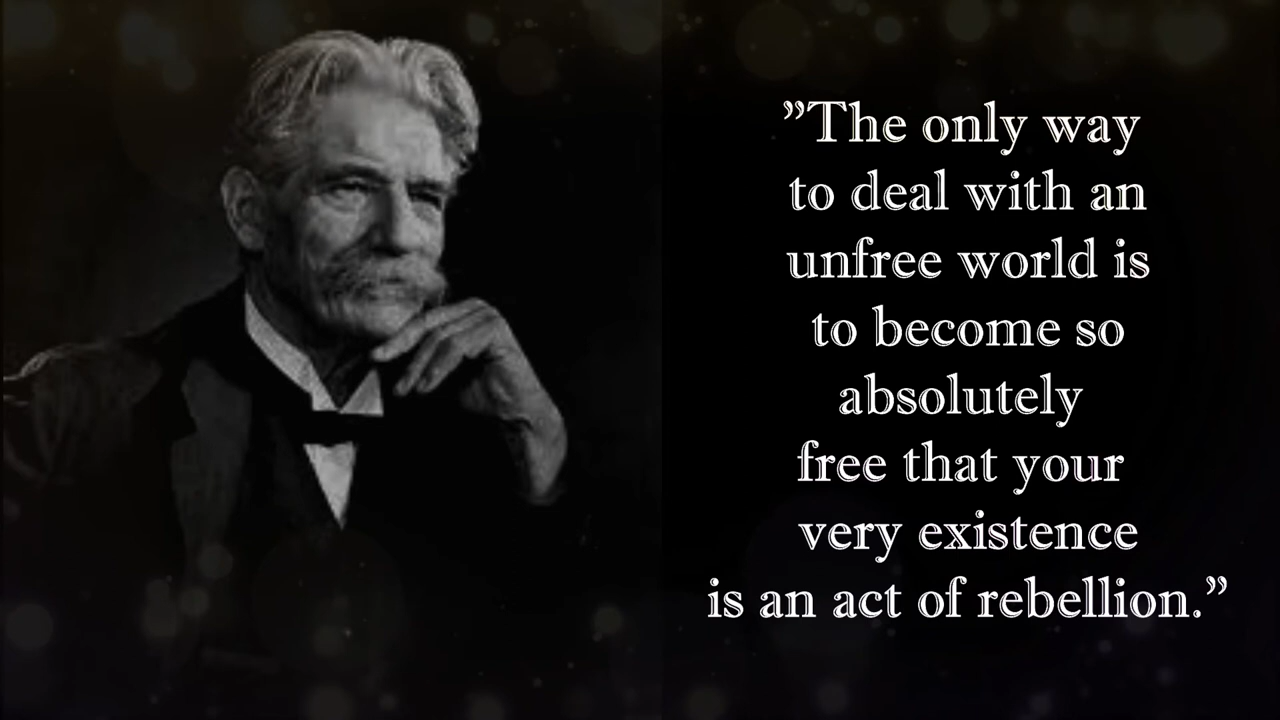 ”The only way
to deal with an
unfree world is
to become so
absolutely
free that your
very existence
is an act of rebellion.”